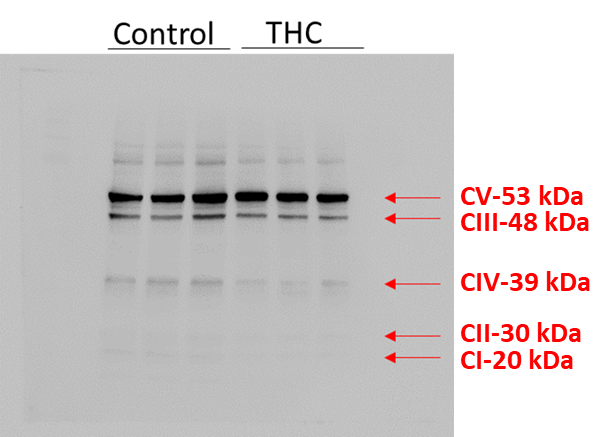 Control THC
CV-53 kDa
CIII-48 kDa
CIV-39 kDa
CII-30 kDa
CI-20 kDa